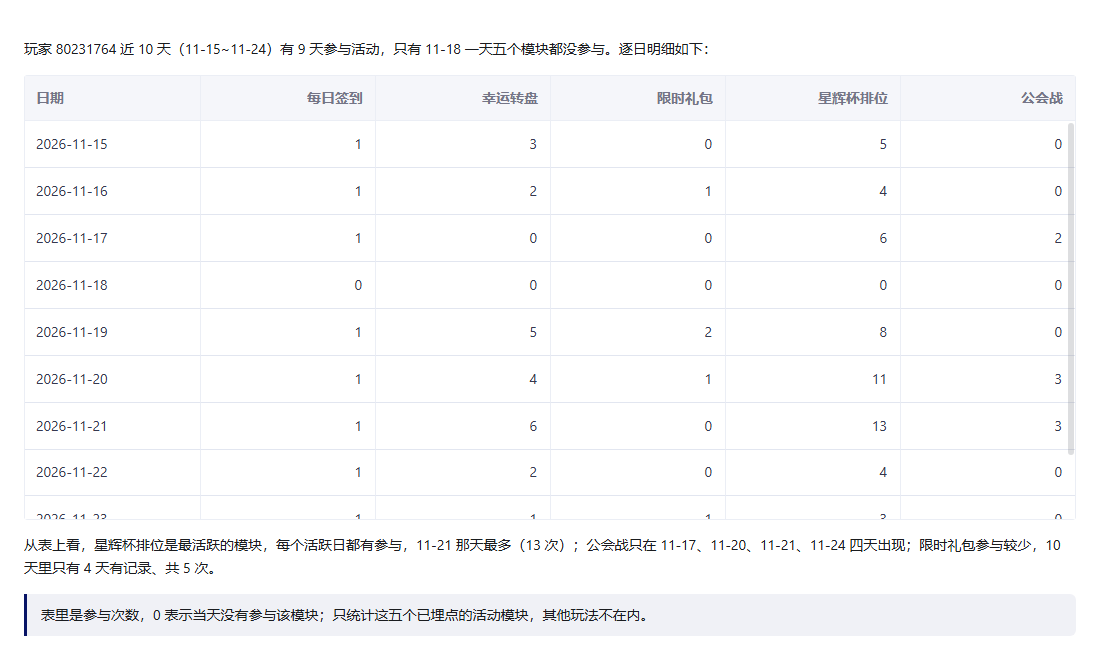 玩家 80231764 近 10 天（11-15~11-24）有 9 天参与活动，只有 11-18 一天五个模块都没参与。逐日明细如下：
日期 每日签到 幸运转盘 限时礼包 星辉杯排位 公会战
2026-11-15 1 3 0 5 0
2026-11-16 1 2 1 4 0
2026-11-17 1 0 0 6 2
2026-11-18 0 0 0 0 0
2026-11-19 1 5 2 8 0
2026-11-20 1 4 1 11 3
2026-11-21 1 6 0 13 3
2026-11-22 1 2 0 4 0
2026-11-23 1 1 1
从表上看，星辉杯排位是最活跃的模块，每个活跃日都有参与，11-21 那天最多（13 次）；公会战只在 11-17、11-20、11-21、11-24 四天出现；限时礼包参与较少，10
天里只有 4 天有记录、共 5 次。
表里是参与次数，0 表示当天没有参与该模块；只统计这五个已埋点的活动模块，其他玩法不在内。